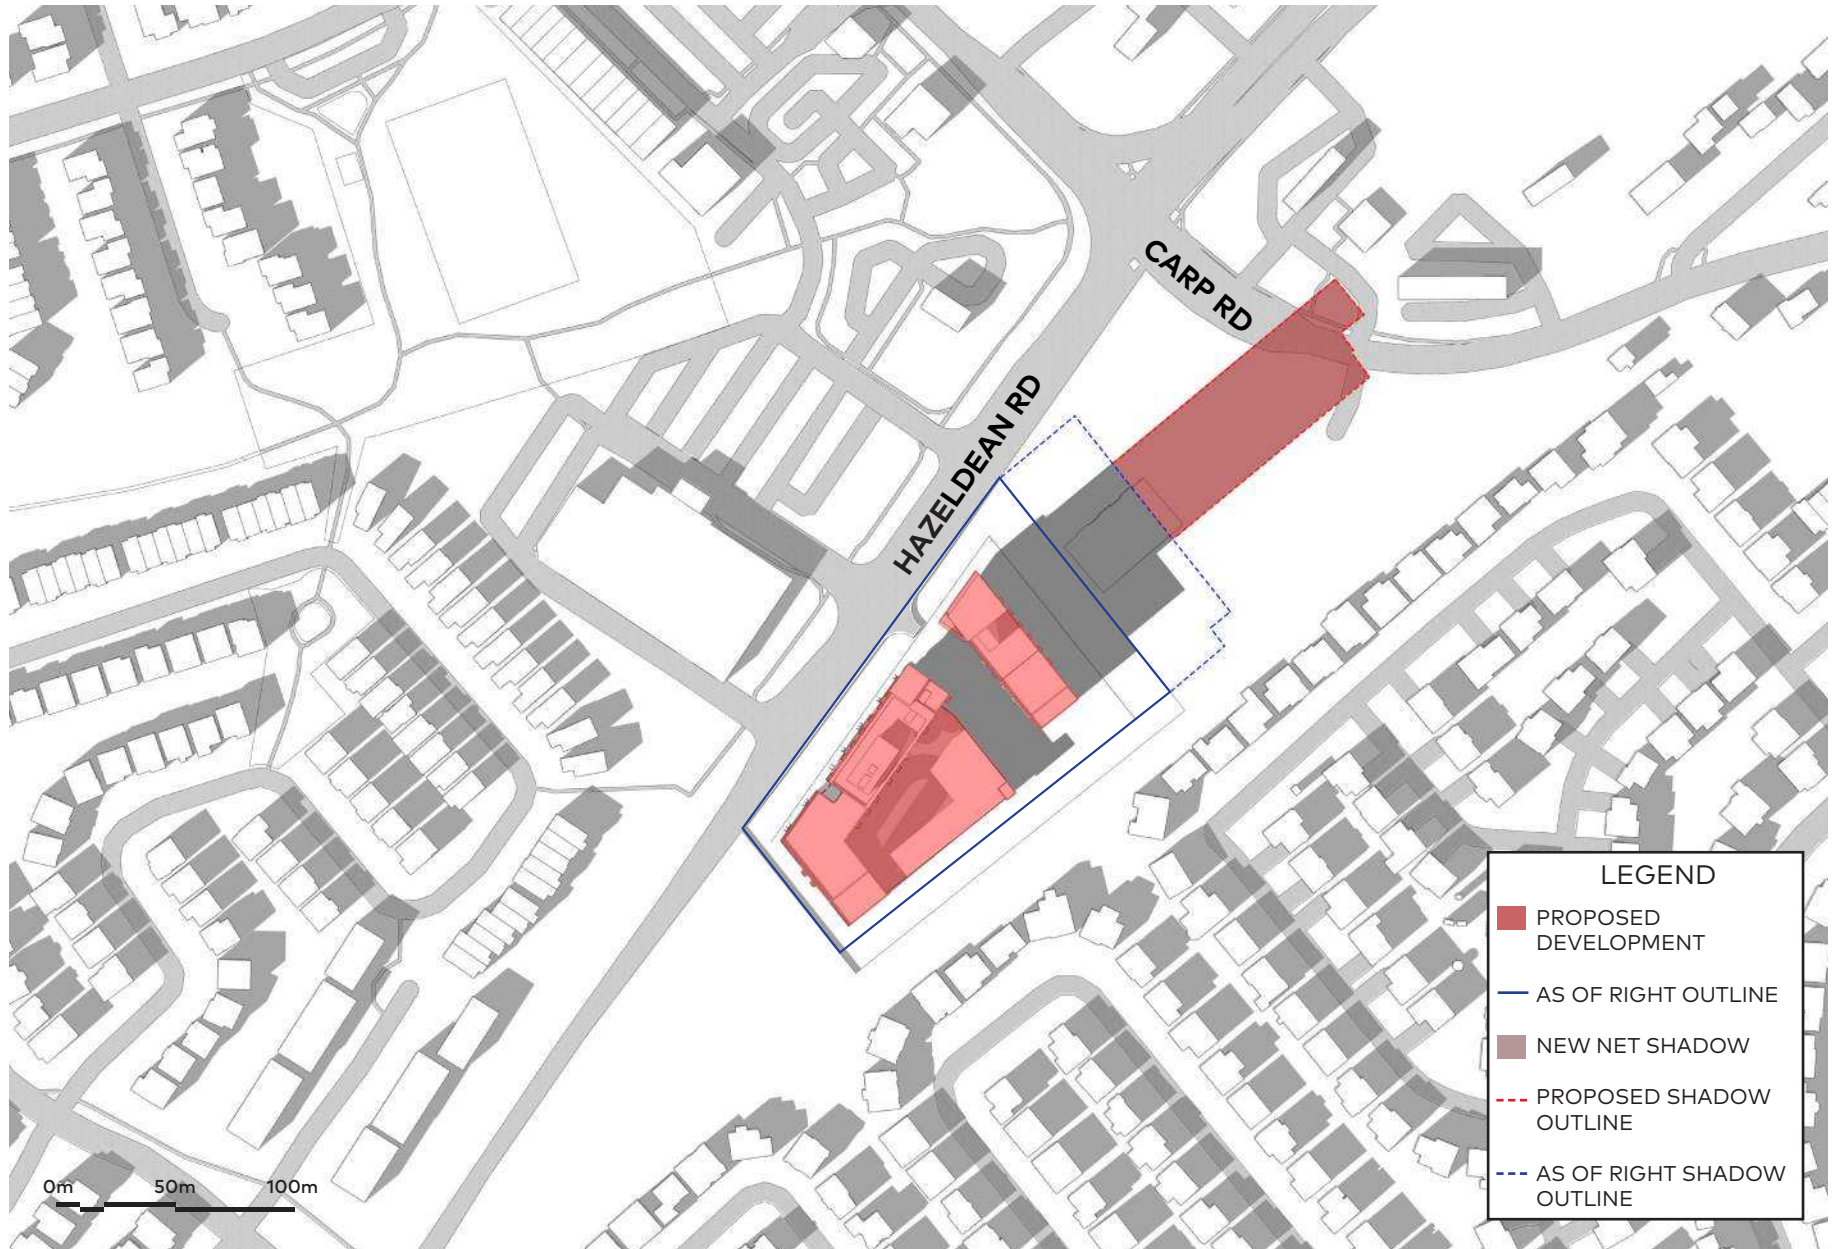 CARP RD
HAZELDEAN RD
LEGEND
PROPOSED
DEVELOPMENT
AS OF RIGHT OUTLINE
NEW NET SHADOW
PROPOSED SHADOW
OUTLINE
AS OF RIGHT SHADOW
OUTLINE
0m 50m 100m